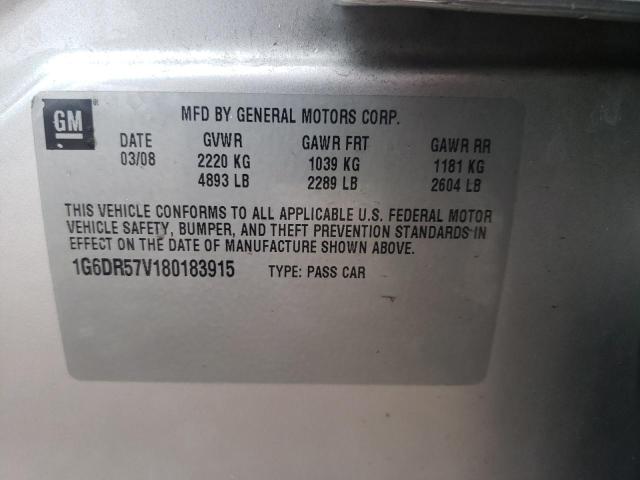 GM®
MFD BY GENERAL MOTORS CORP.
DATE GVWR GAWR FRT GAWR RR
03/08 2220 KG 1039 KG 1181 KG
4893 LB 2289 LB 2604 LB
THIS VEHICLE CONFORMS TO ALL APPLICABLE U.S. FEDERAL MOTOR
VEHICLE SAFETY, BUMPER, AND THEFT PREVENTION STANDARDS IN
EFFECT ON THE DATE OF MANUFACTURE SHOWN ABOVE.
1G6DR57V180183915 TYPE: PASS CAR